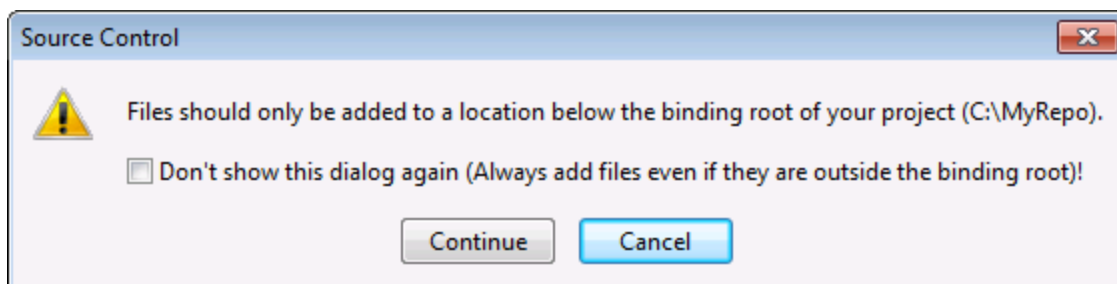 Source Control
Files should only be added to a location below the binding root of your project (C:\MyRepo).
Don't show this dialog again (Always add files even if they are outside the binding root)!
Continue
Cancel